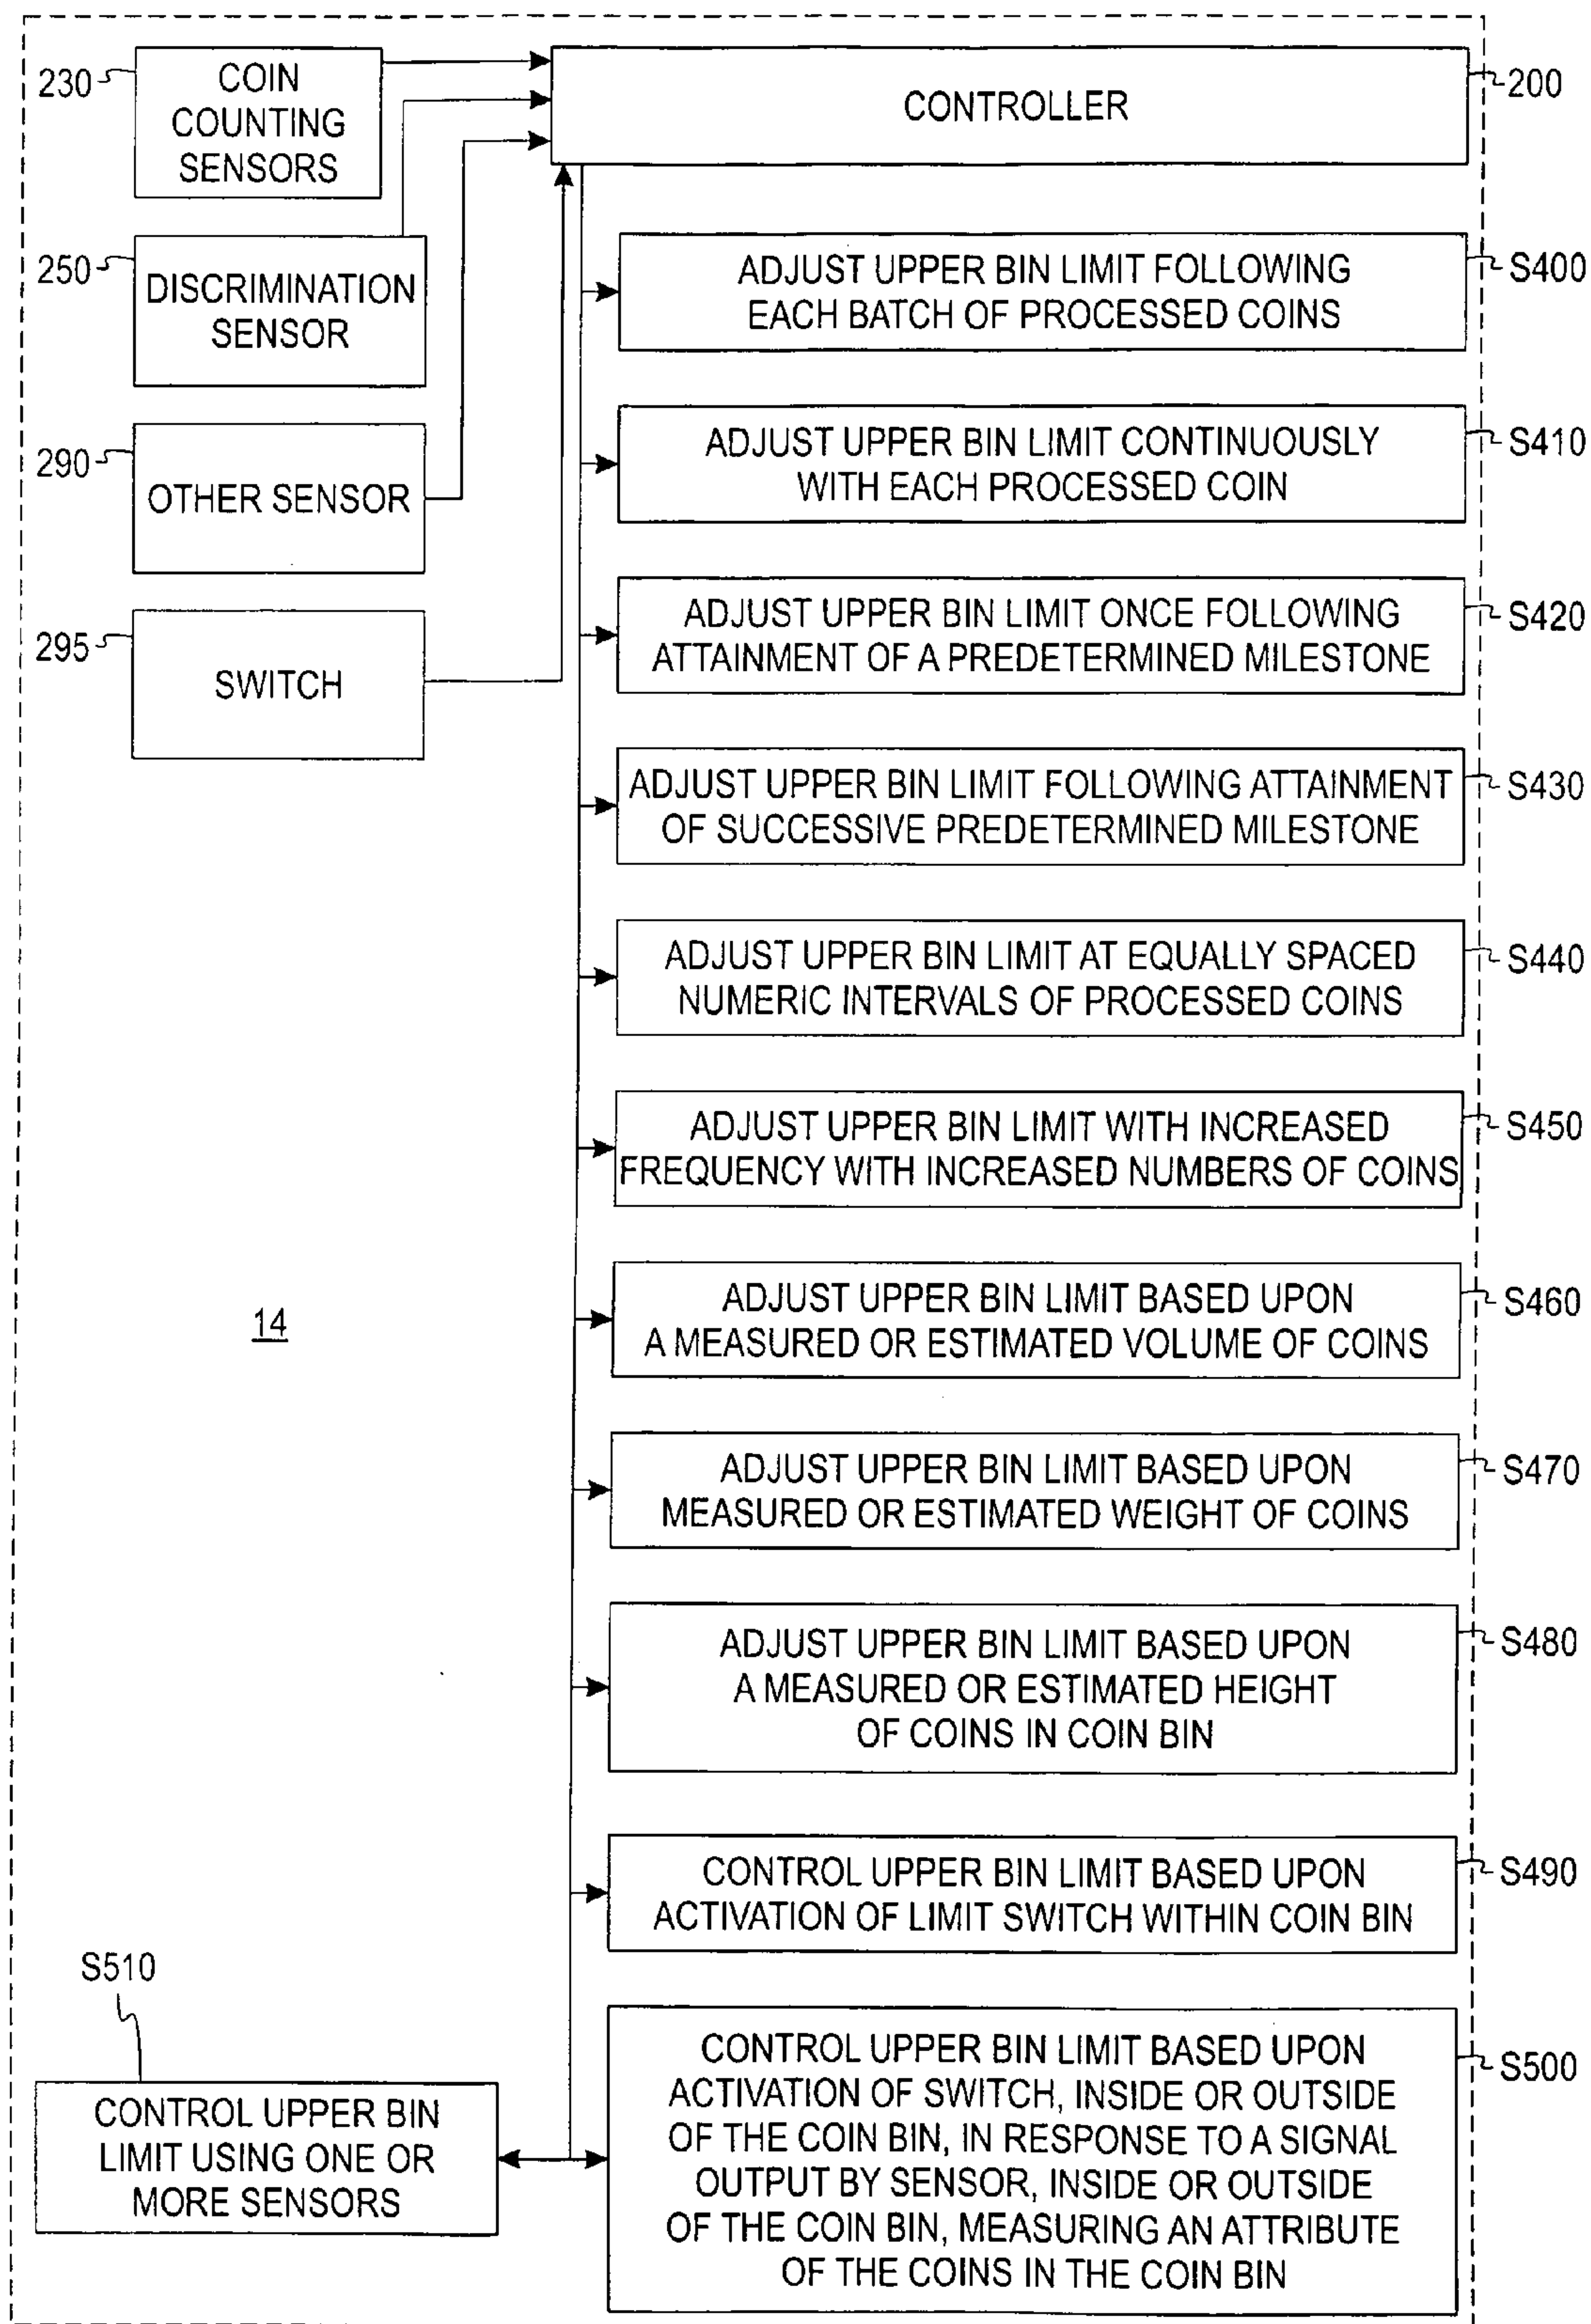 230
COIN
COUNTING
SENSORS
CONTROLLER
200
250
DISCRIMINATION
SENSOR
290
OTHER SENSOR
295
SWITCH
ADJUST UPPER BIN LIMIT FOLLOWING
EACH BATCH OF PROCESSED COINS
S400
ADJUST UPPER BIN LIMIT CONTINUOUSLY
WITH EACH PROCESSED COIN
S410
ADJUST UPPER BIN LIMIT ONCE FOLLOWING
ATTAINMENT OF A PREDETERMINED MILESTONE
S420
ADJUST UPPER BIN LIMIT FOLLOWING ATTAINMENT
OF SUCCESSIVE PREDETERMINED MILESTONE
S430
ADJUST UPPER BIN LIMIT AT EQUALLY SPACED
NUMERIC INTERVALS OF PROCESSED COINS
S440
ADJUST UPPER BIN LIMIT WITH INCREASED
FREQUENCY WITH INCREASED NUMBERS OF COINS
S450
14
ADJUST UPPER BIN LIMIT BASED UPON
A MEASURED OR ESTIMATED VOLUME OF COINS
S460
ADJUST UPPER BIN LIMIT BASED UPON
MEASURED OR ESTIMATED WEIGHT OF COINS
S470
ADJUST UPPER BIN LIMIT BASED UPON
A MEASURED OR ESTIMATED HEIGHT
OF COINS IN COIN BIN
S480
CONTROL UPPER BIN LIMIT BASED UPON
ACTIVATION OF LIMIT SWITCH WITHIN COIN BIN
S490
S510
CONTROL UPPER BIN
LIMIT USING ONE OR
MORE SENSORS
CONTROL UPPER BIN LIMIT BASED UPON
ACTIVATION OF SWITCH, INSIDE OR OUTSIDE
OF THE COIN BIN, IN RESPONSE TO A SIGNAL
OUTPUT BY SENSOR, INSIDE OR OUTSIDE
OF THE COIN BIN, MEASURING AN ATTRIBUTE
OF THE COINS IN THE COIN BIN
S500